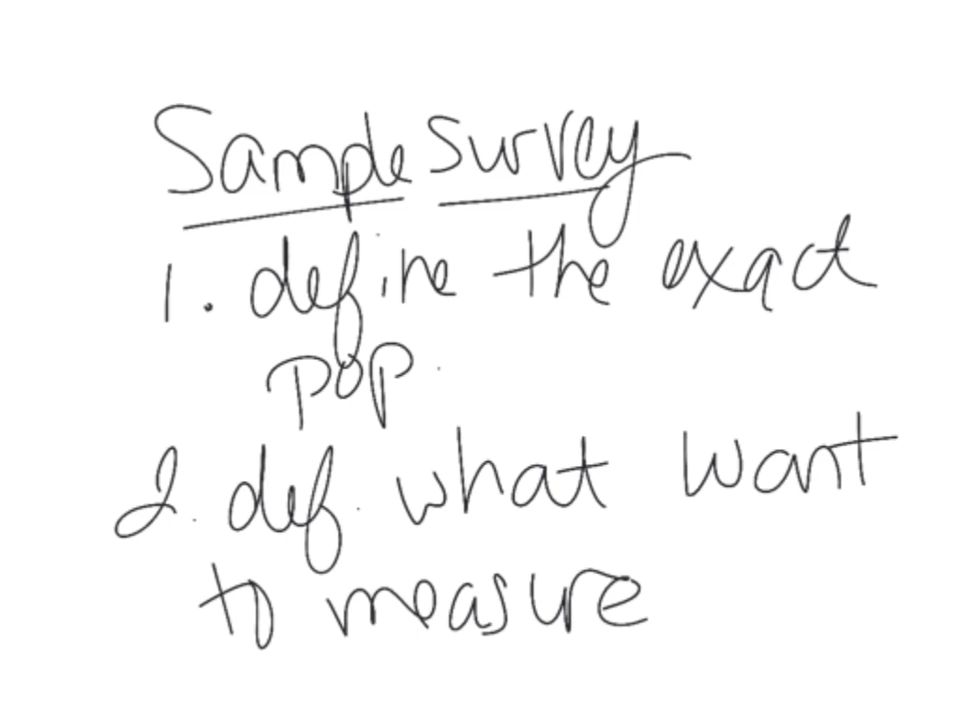 Sample survey
1. define the exact
pop.
2. def. what want
to measure